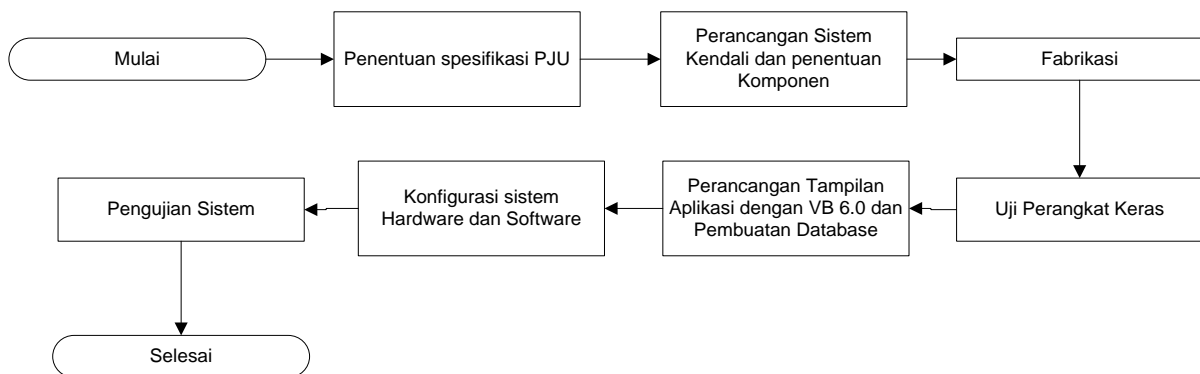 Mulai
Penentuan spesifikasi PJU
Perancangan Sistem
Kendali dan penentuan
Komponen
Fabrikasi
Uji Perangkat Keras
Perancangan Tampilan
Aplikasi dengan VB 6.0 dan
Pembuatan Database
Konfigurasi sistem
Hardware dan Software
Pengujian Sistem
Selesai